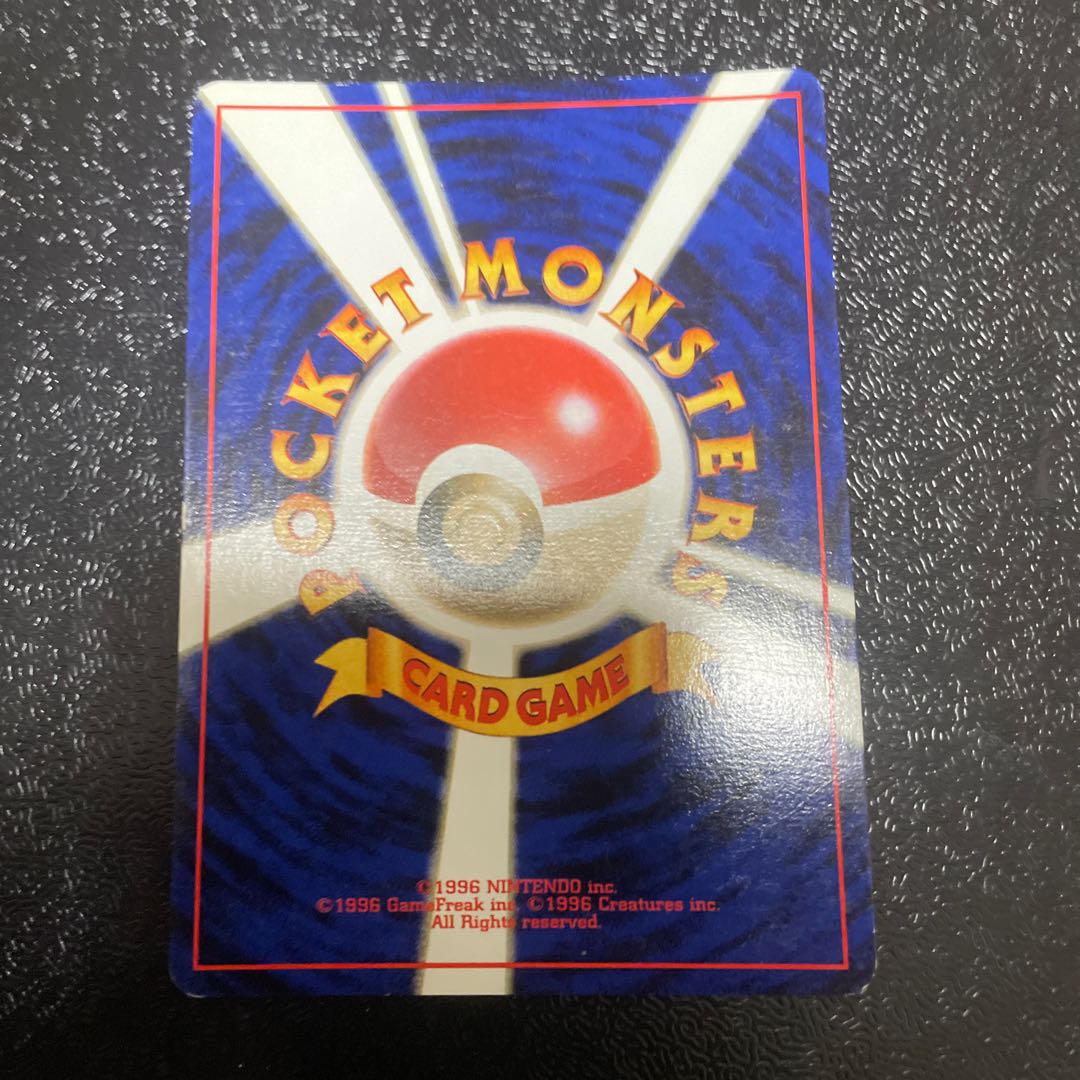 POCKET MONSTERS
CARD GAME
©1996 NINTENDO inc.
©1996 GameFreak inc. ©1996 Creatures inc.
All Rights reserved.